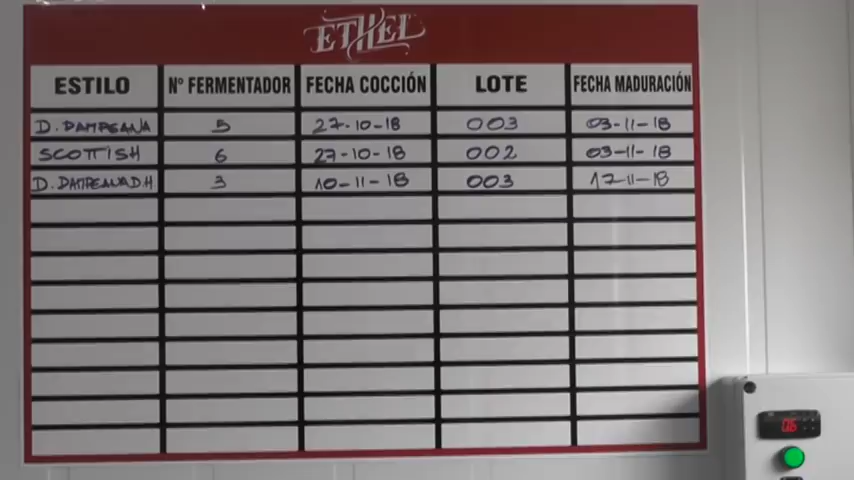 ETHEL
ESTILO N° FERMENTADOR FECHA COCCIÓN LOTE FECHA MADURACIÓN
D. PAMPEANA 5 27-10-18 003 03-11-18
SCOTTISH 6 27-10-18 002 03-11-18
D. PAMPEANA D.H 3 10-11-18 003 17-11-18